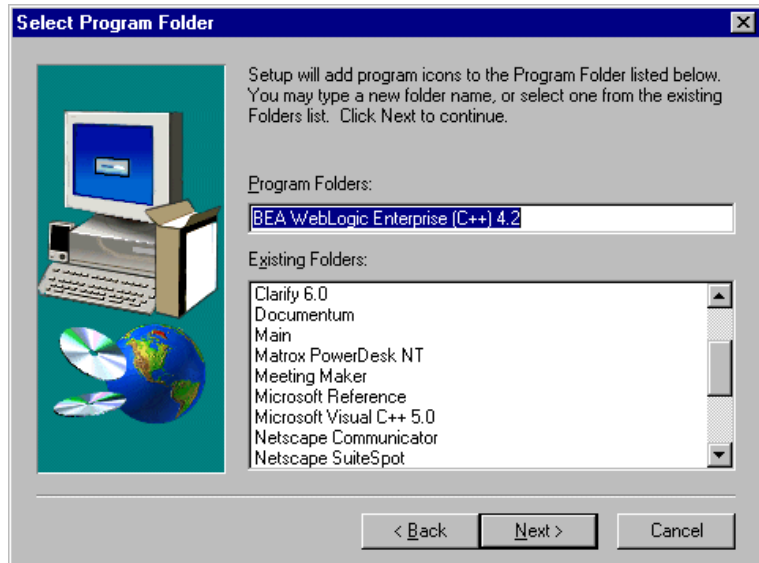 Select Program Folder
Setup will add program icons to the Program Folder listed below.
You may type a new folder name, or select one from the existing
Folders list. Click Next to continue.
Program Folders:
BEA WebLogic Enterprise (C++) 4.2
Existing Folders:
Clarify 6.0
Documentum
Main
Matrox PowerDesk NT
Meeting Maker
Microsoft Reference
Microsoft Visual C++ 5.0
Netscape Communicator
Netscape SuiteSpot
< Back
Next >
Cancel